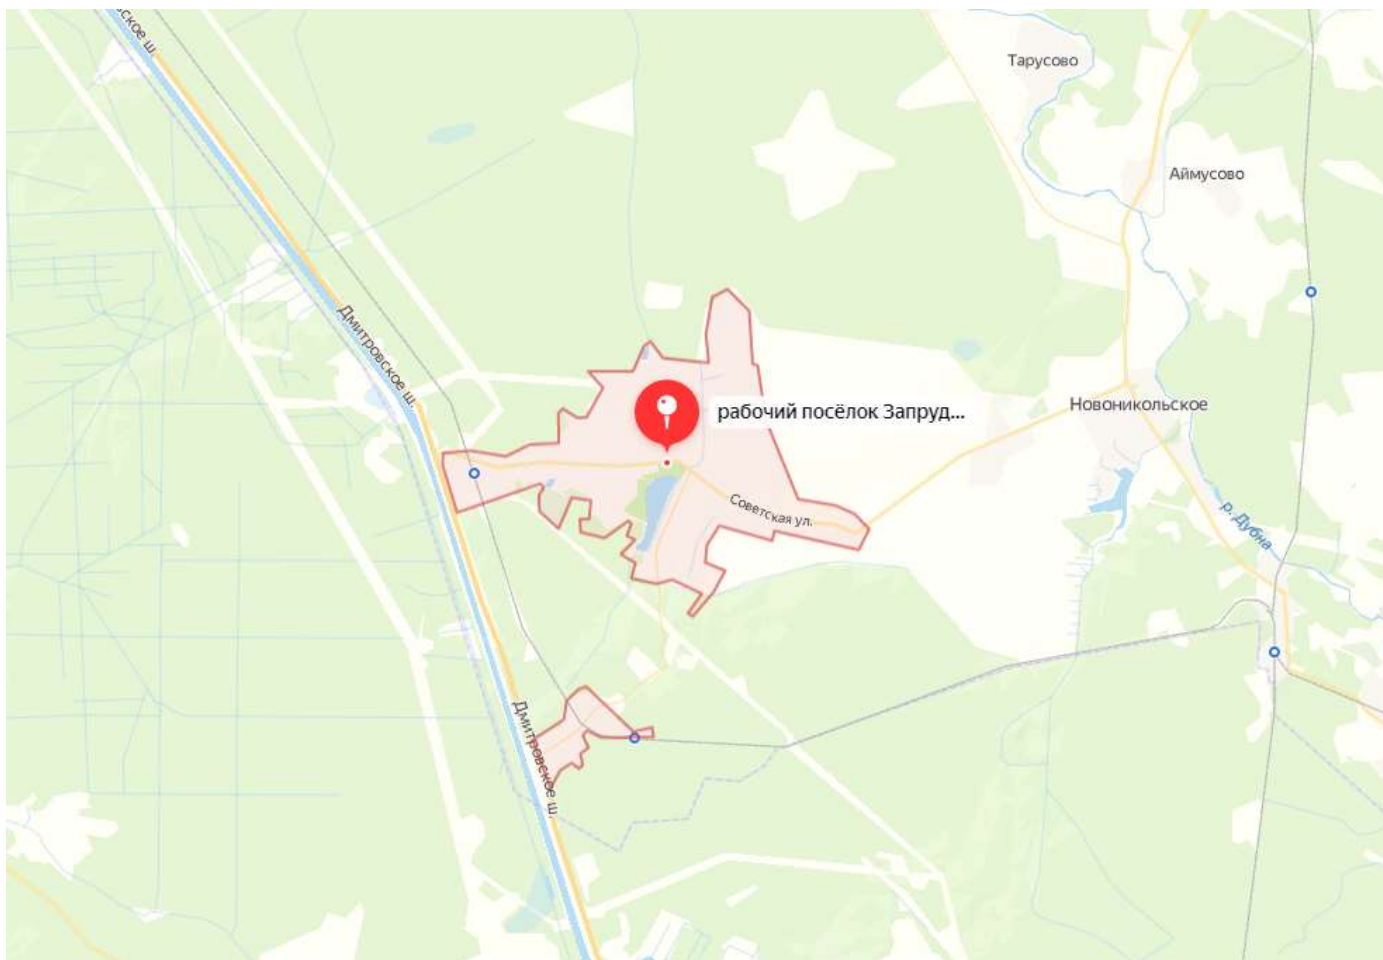 ское ш.
Тарусово
Аймусово
Дмитровское ш.
рабочий посёлок Запруд...
Новоникольское
Советская ул.
р. Дубна
Дмитровское ш.